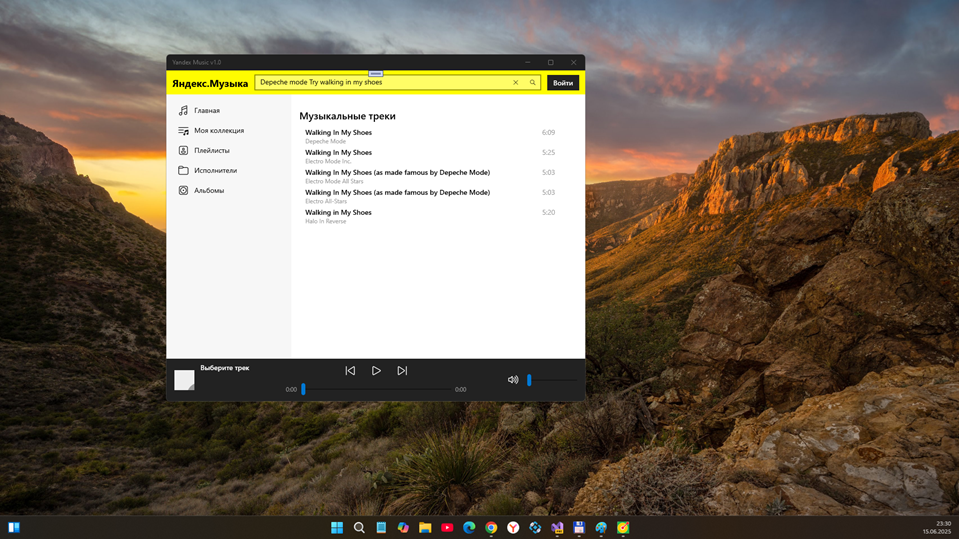 Yandex Music v1.0
Яндекс.Музыка
Depeche mode Try walking in my shoes
Войти
Главная
Моя коллекция
Плейлисты
Исполнители
Альбомы
Музыкальные треки
Walking In My Shoes 6:09
Depeche Mode
Walking In My Shoes 5:25
Electro Mode Inc.
Walking In My Shoes (as made famous by Depeche Mode) 5:03
Electro Mode All Stars
Walking In My Shoes (as made famous by Depeche Mode) 5:03
Electro All-Stars
Walking in My Shoes 5:20
Halo In Reverse
Выберите трек
0:00 0:00
23:30
15.06.2025